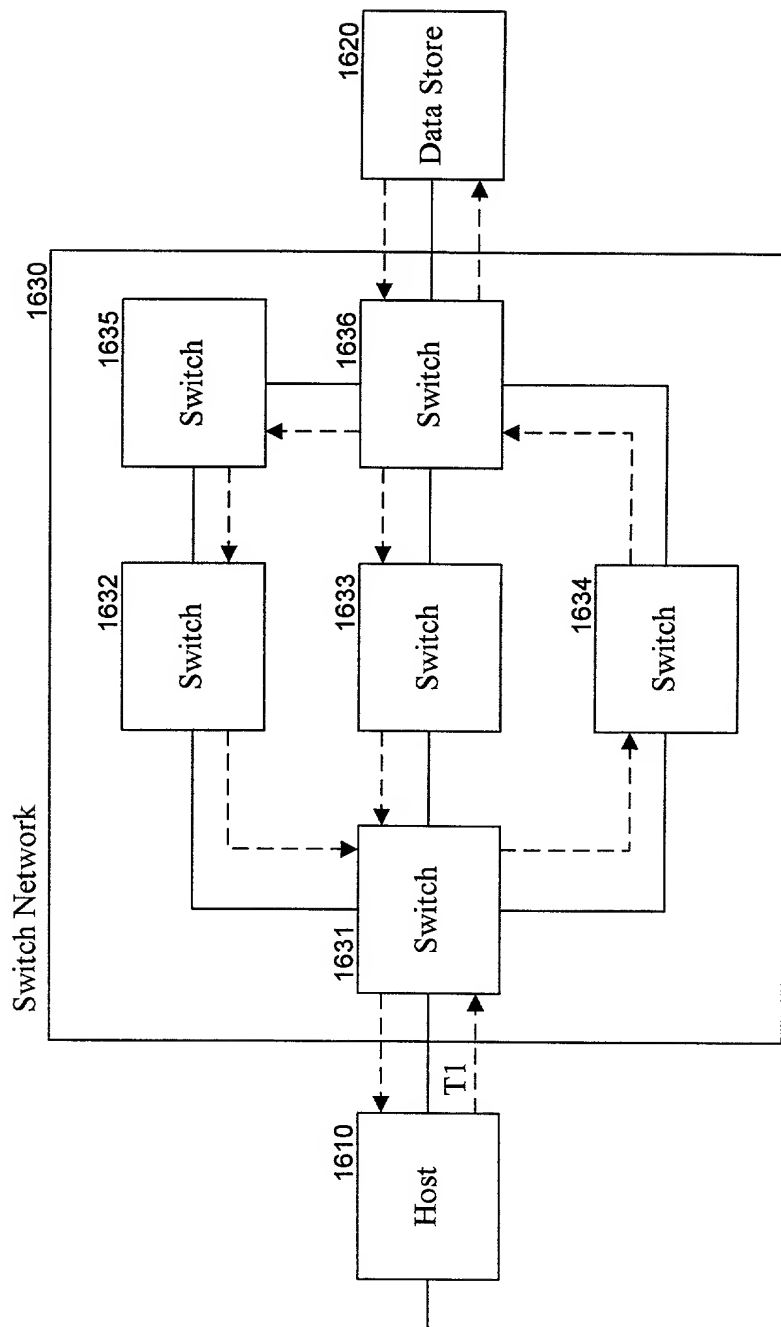 Switch Network
1630
1635
Switch
1632
Switch
1620
Data Store
1636
Switch
1633
Switch
1631
Switch
1610
Host
T1
1634
Switch